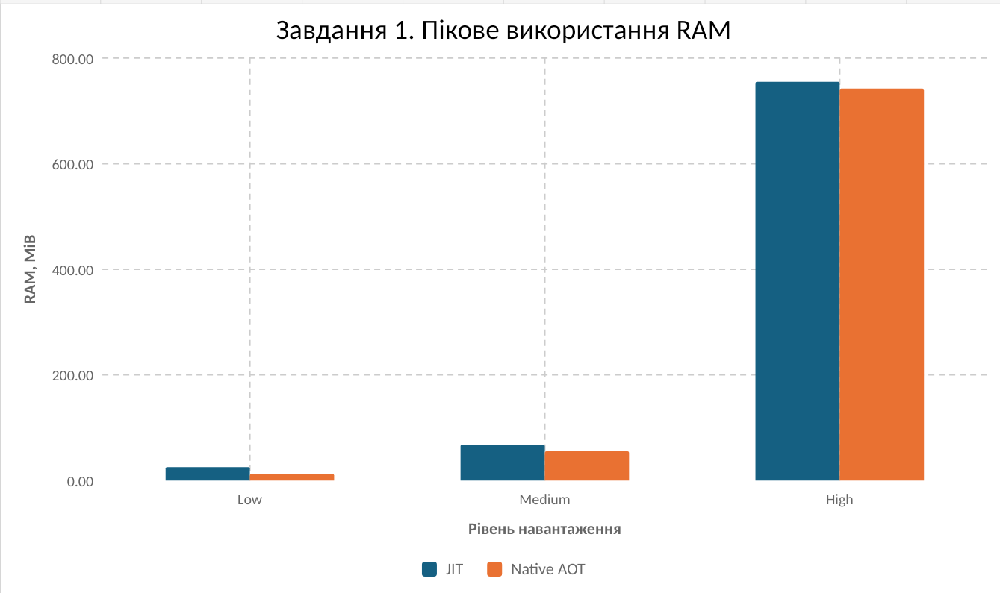 Завдання 1. Пікове використання RAM
800.00
600.00
400.00
200.00
0.00
RAM, MiB
Low Medium High
Рівень навантаження
JIT Native AOT